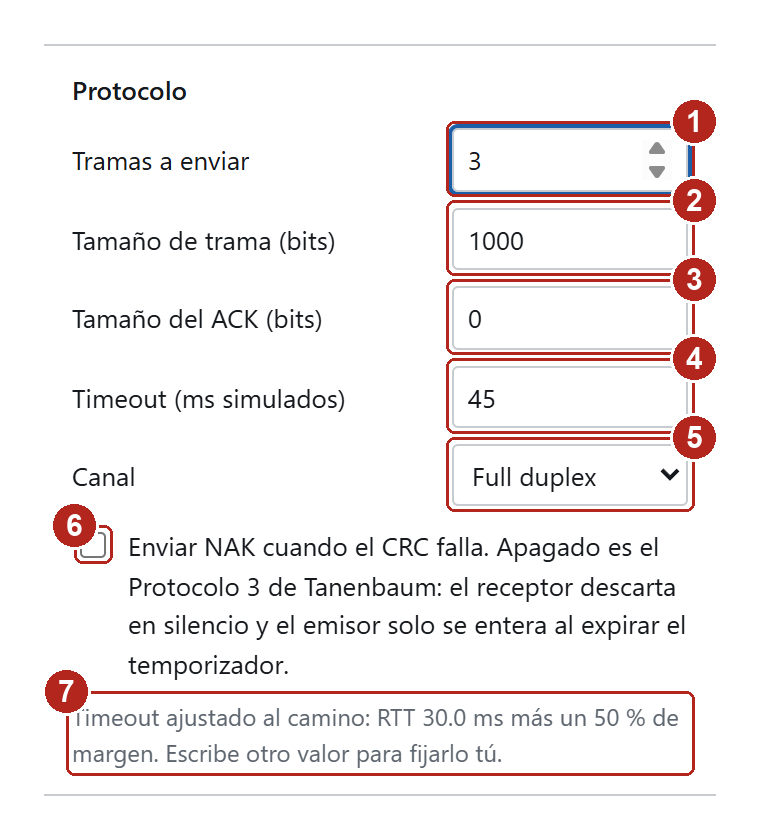 Protocolo
1
Tramas a enviar 3
2
Tamaño de trama (bits) 1000
3
Tamaño del ACK (bits) 0
4
Timeout (ms simulados) 45
5
Canal Full duplex
6
Enviar NAK cuando el CRC falla. Apagado es el
Protocolo 3 de Tanenbaum: el receptor descarta
en silencio y el emisor solo se entera al expirar el
temporizador.
7
Timeout ajustado al camino: RTT 30.0 ms más un 50 % de
margen. Escribe otro valor para fijarlo tú.